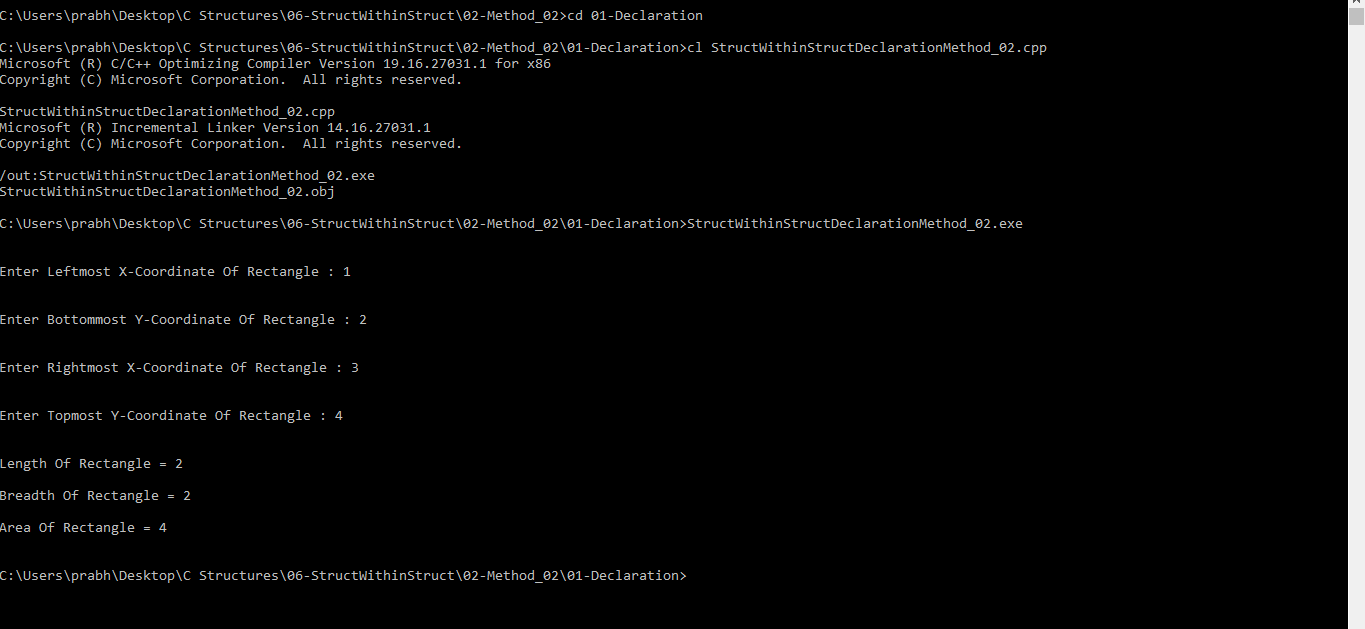 C:\Users\prabh\Desktop\C Structures\06-StructWithinStruct\02-Method_02>cd 01-Declaration
C:\Users\prabh\Desktop\C Structures\06-StructWithinStruct\02-Method_02\01-Declaration>cl StructWithinStructDeclarationMethod_02.cpp
Microsoft (R) C/C++ Optimizing Compiler Version 19.16.27031.1 for x86
Copyright (C) Microsoft Corporation.  All rights reserved.
StructWithinStructDeclarationMethod_02.cpp
Microsoft (R) Incremental Linker Version 14.16.27031.1
Copyright (C) Microsoft Corporation.  All rights reserved.
/out:StructWithinStructDeclarationMethod_02.exe
StructWithinStructDeclarationMethod_02.obj
C:\Users\prabh\Desktop\C Structures\06-StructWithinStruct\02-Method_02\01-Declaration>StructWithinStructDeclarationMethod_02.exe
Enter Leftmost X-Coordinate Of Rectangle : 1
Enter Bottommost Y-Coordinate Of Rectangle : 2
Enter Rightmost X-Coordinate Of Rectangle : 3
Enter Topmost Y-Coordinate Of Rectangle : 4
Length Of Rectangle = 2
Breadth Of Rectangle = 2
Area Of Rectangle = 4
C:\Users\prabh\Desktop\C Structures\06-StructWithinStruct\02-Method_02\01-Declaration>